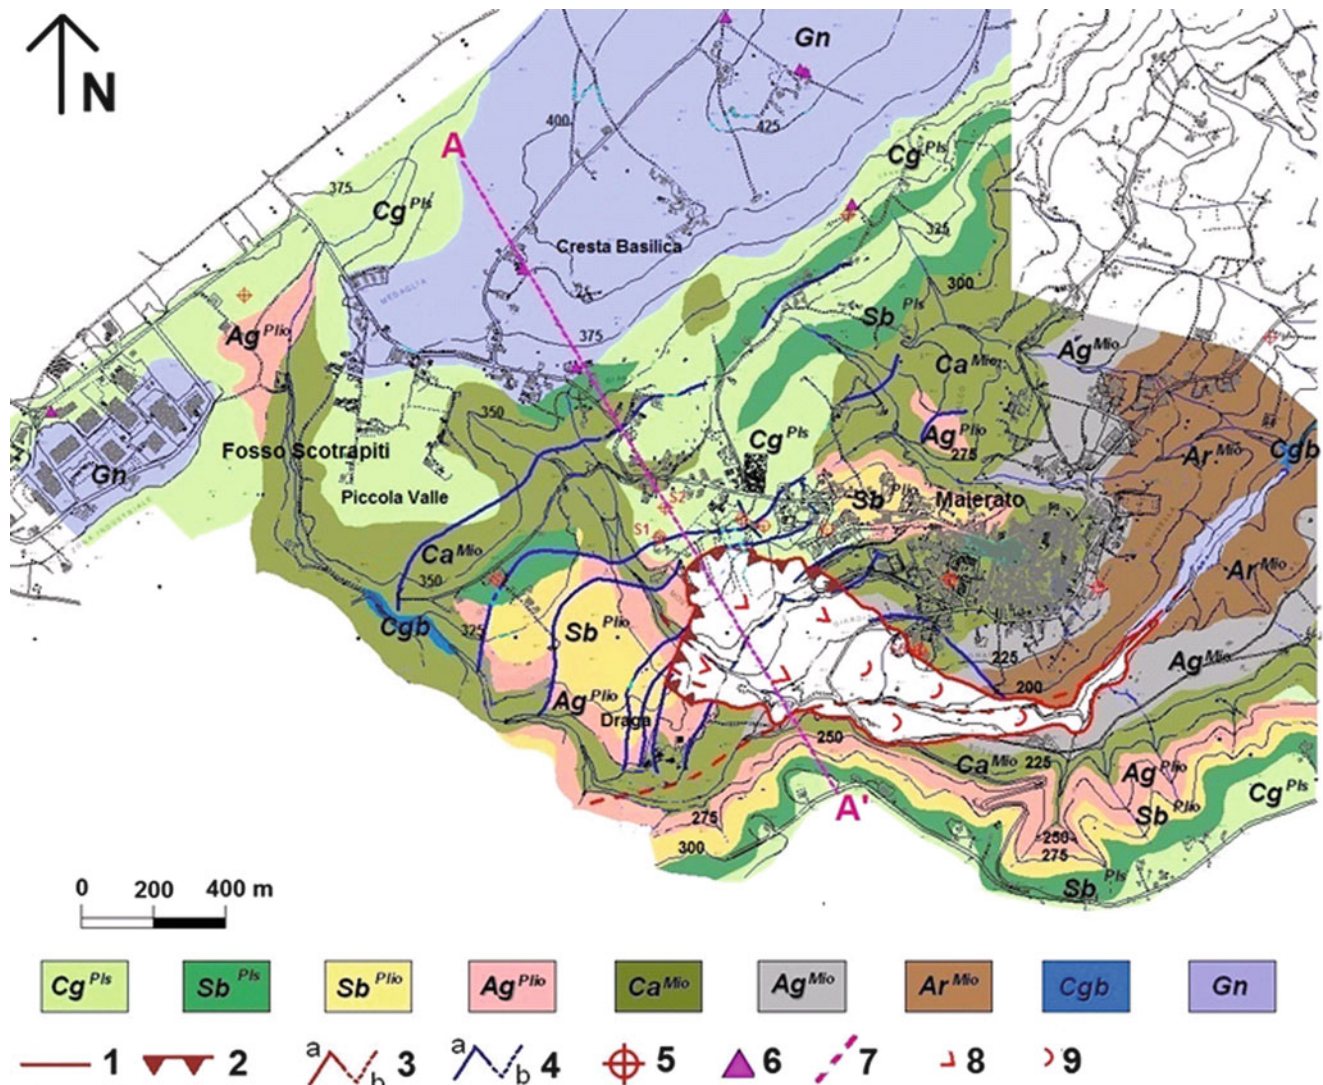 N
Gn
400
425
A
Cg Pls
375
Cg Pls
325
Cresta Basilica
MEDAGLIA
300
Ag Plio
375
Sb Pls
Ag Mio
Ca Mio
350
Fosso Scotrapiti
Cg Pls
Ag Plio
275
Ar Mio
Cgb
Gn
Piccola Valle
S2
Sb Plio
Maierato
ZONA INDUSTRIALE
S1
Ca Mio
350
Ar Mio
Cgb
325
Sb Plio
225
Ag Mio
200
Ag Plio
Draga
250
Ca Mio
225
Ag Plio
Cg Pls
A'
275
Sb Plio
300
250
275
Sb Pls
0 200 400 m
Cg Pls Sb Pls Sb Plio Ag Plio Ca Mio Ag Mio Ar Mio Cgb Gn
1 2 a b 3 a b 4 5 6 7 8 9